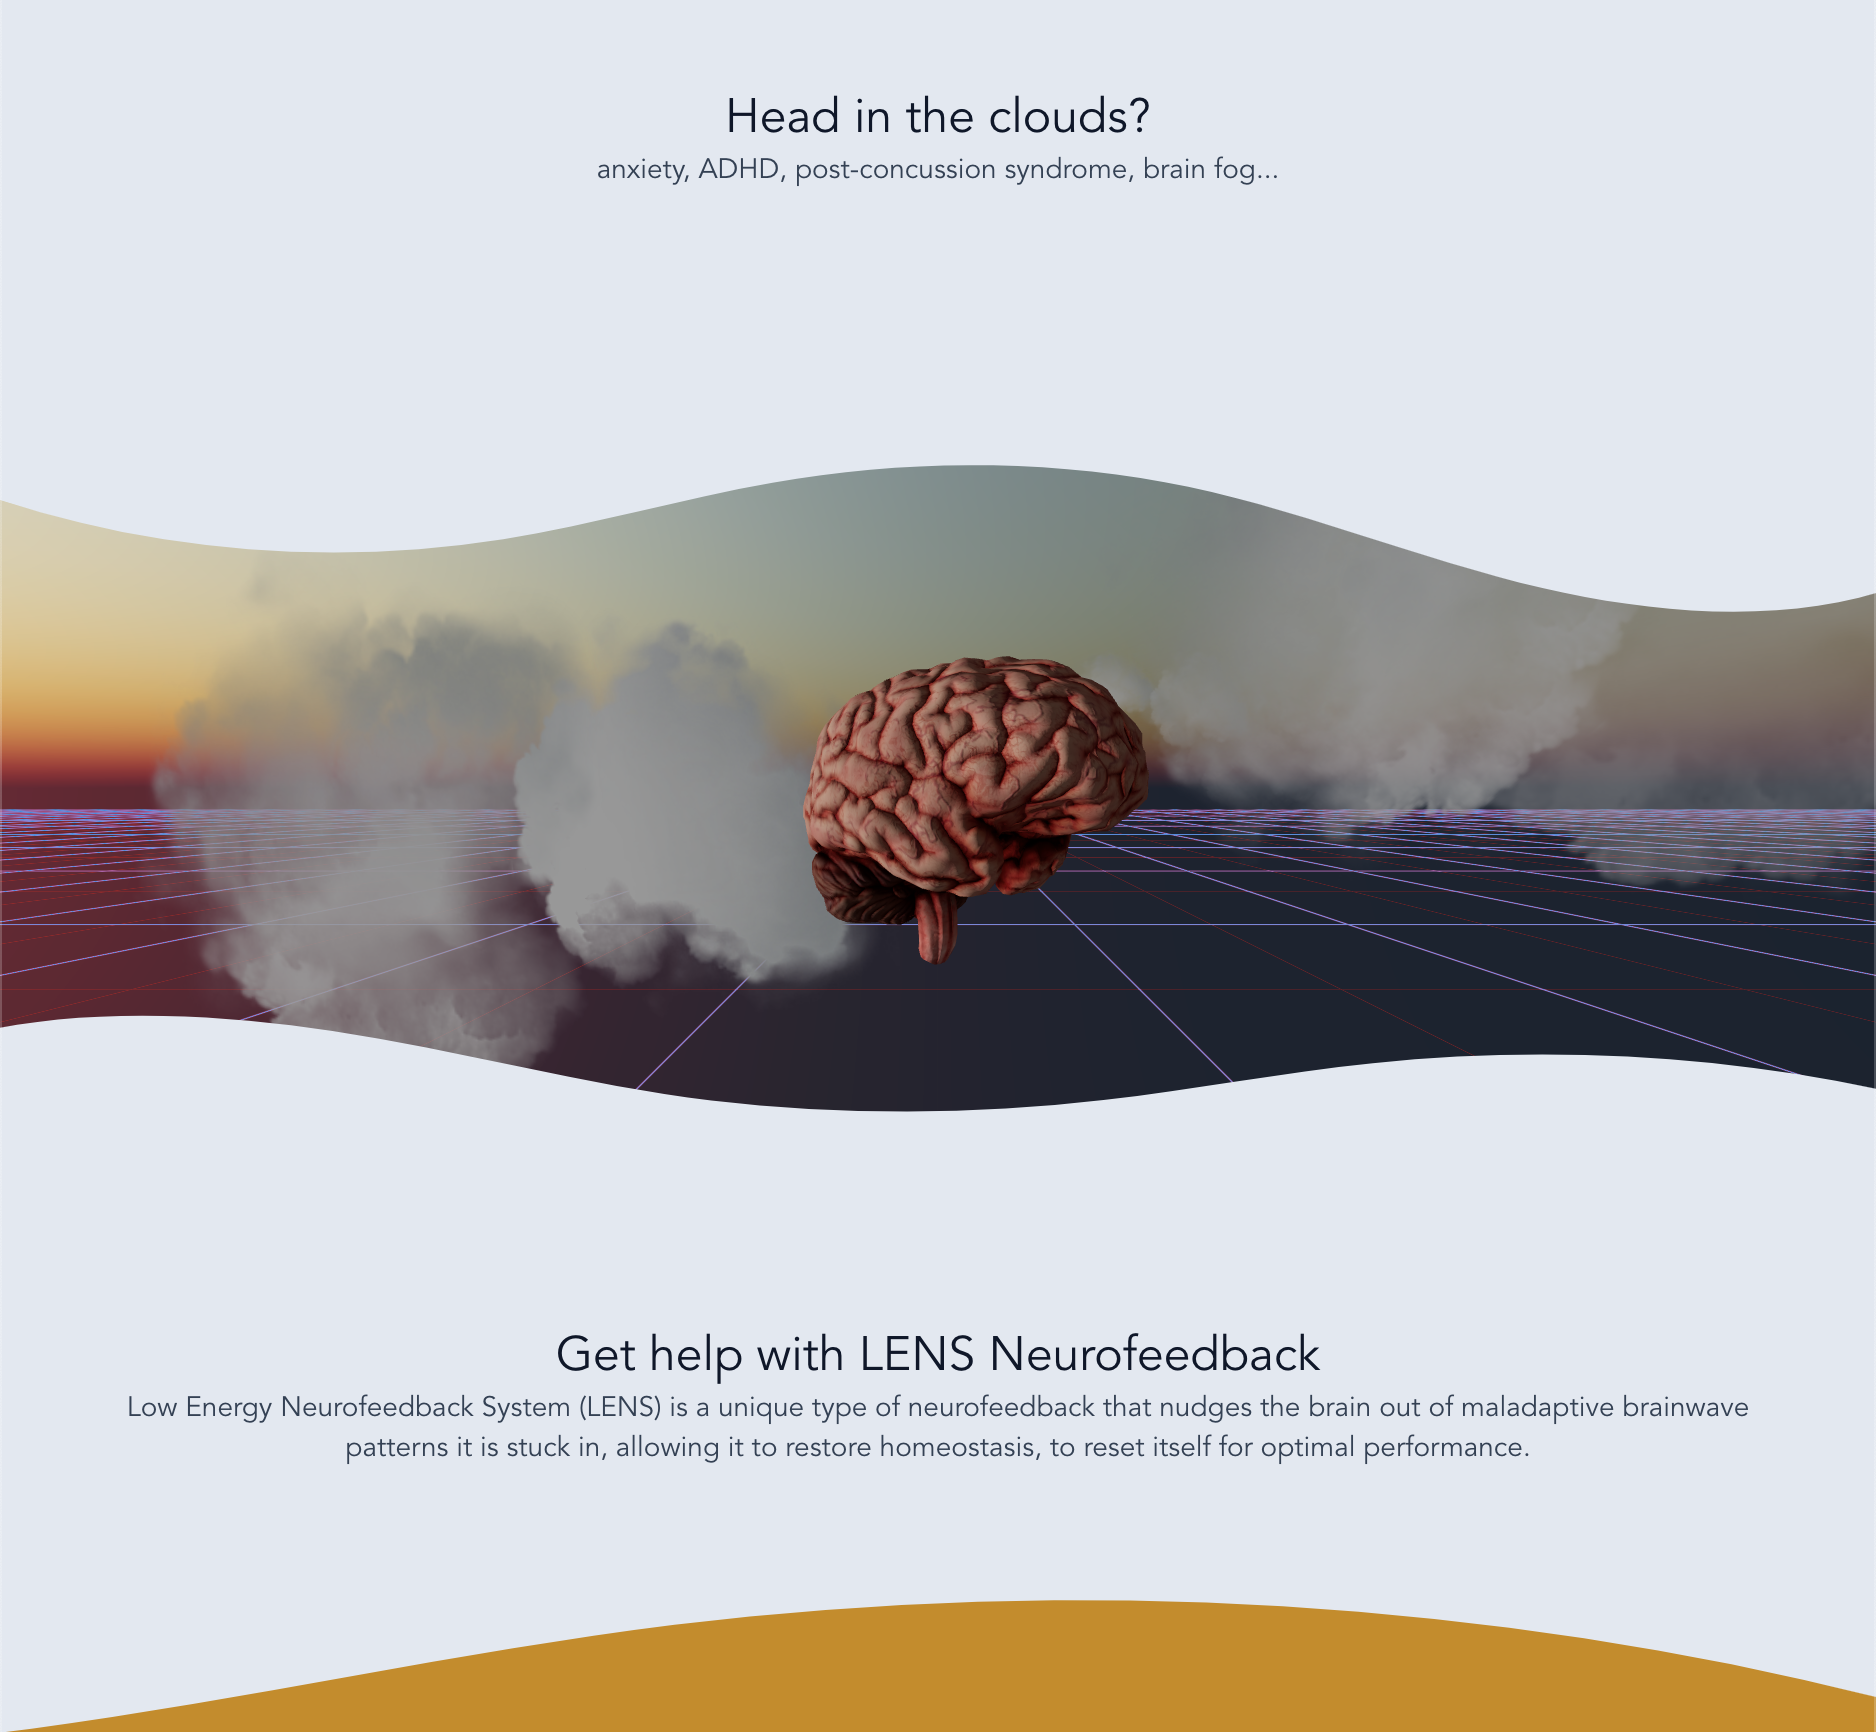 Head in the clouds?
anxiety, ADHD, post-concussion syndrome, brain fog...
Get help with LENS Neurofeedback
Low Energy Neurofeedback System (LENS) is a unique type of neurofeedback that nudges the brain out of maladaptive brainwave
patterns it is stuck in, allowing it to restore homeostasis, to reset itself for optimal performance.